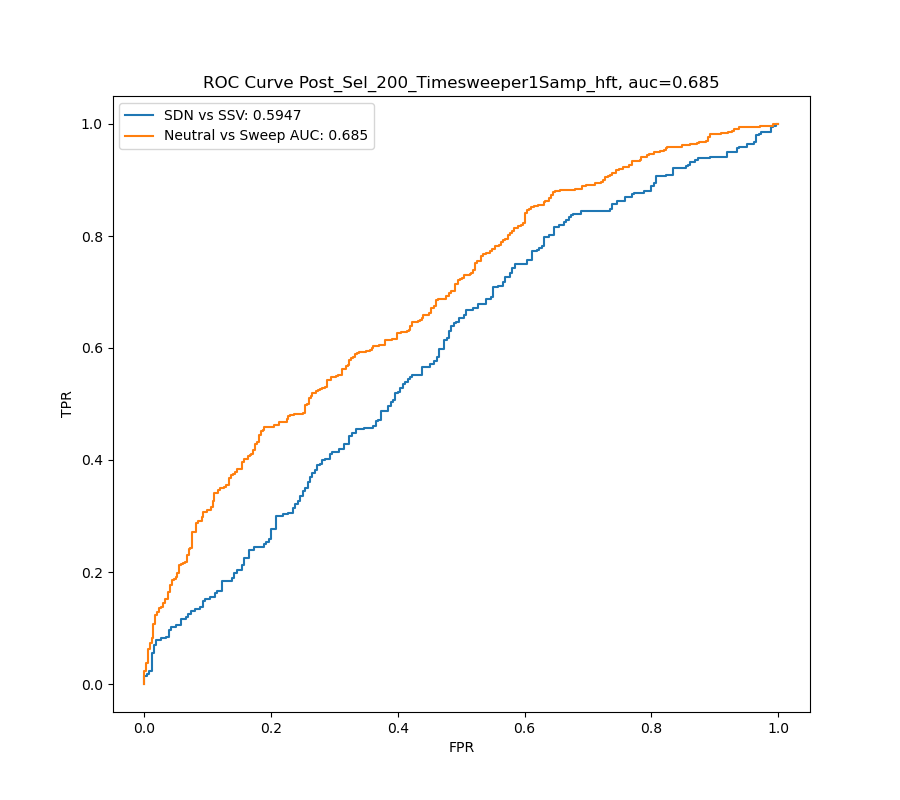 ROC Curve Post_Sel_200_Timesweeper1Samp_hft, auc=0.685
SDN vs SSV: 0.5947
Neutral vs Sweep AUC: 0.685
1.0
0.8
0.6
0.4
0.2
0.0
TPR
0.0 0.2 0.4 0.6 0.8 1.0
FPR